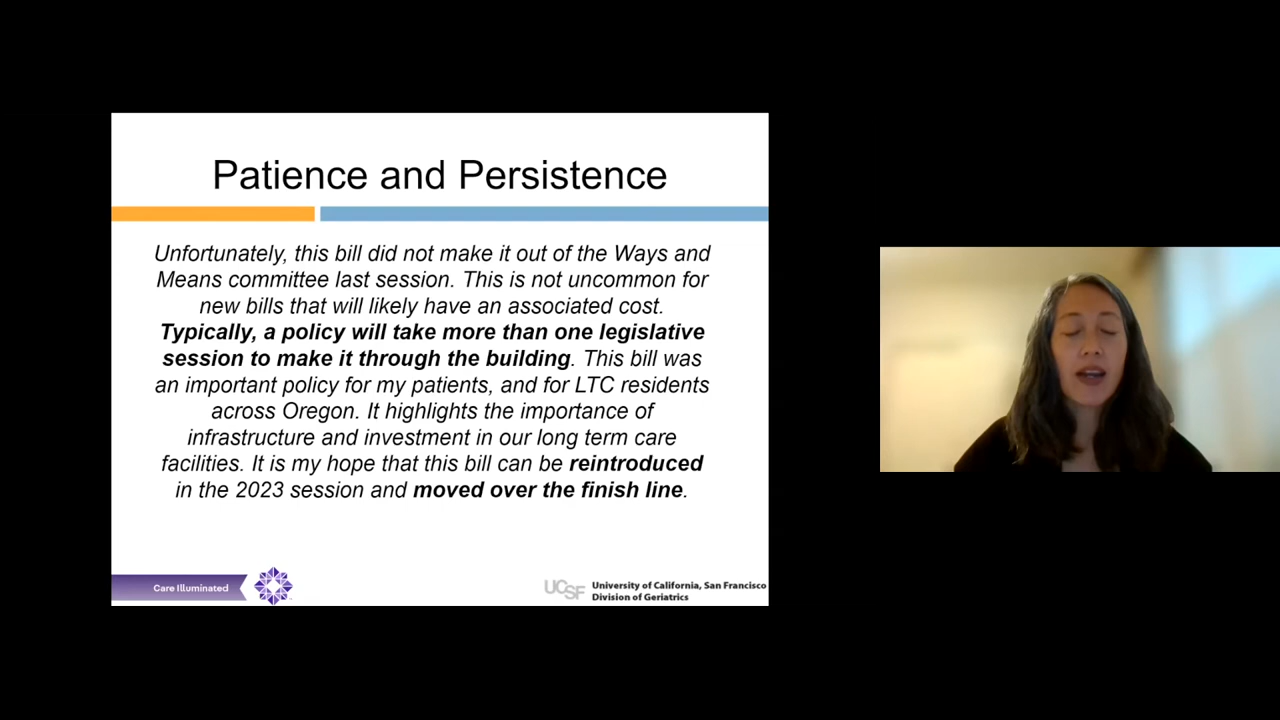 Patience and Persistence
Unfortunately, this bill did not make it out of the Ways and
Means committee last session. This is not uncommon for
new bills that will likely have an associated cost.
Typically, a policy will take more than one legislative
session to make it through the building. This bill was
an important policy for my patients, and for LTC residents
across Oregon. It highlights the importance of
infrastructure and investment in our long term care
facilities. It is my hope that this bill can be reintroduced
in the 2023 session and moved over the finish line.
Care Illuminated
UCSF
University of California, San Francisco
Division of Geriatrics